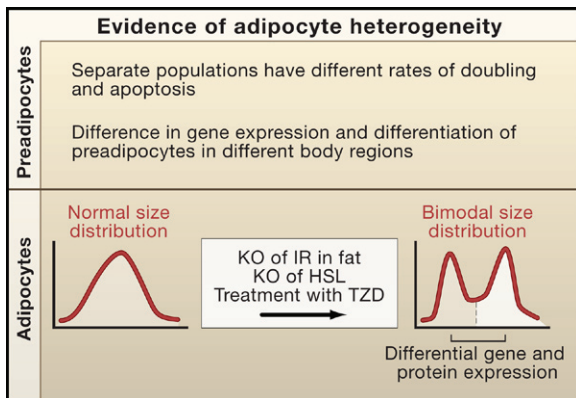 Evidence of adipocyte heterogeneity
Preadipocytes
Separate populations have different rates of doubling
and apoptosis
Difference in gene expression and differentiation of
preadipocytes in different body regions
Adipocytes
Normal size
distribution
KO of IR in fat
KO of HSL
Treatment with TZD
Bimodal size
distribution
Differential gene and
protein expression